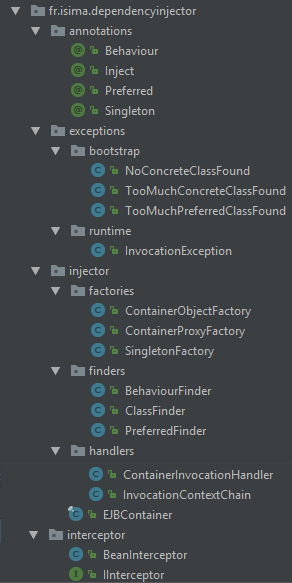 fr.isima.dependencyinjector
annotations
Behaviour
Inject
Preferred
Singleton
exceptions
bootstrap
NoConcreteClassFound
TooMuchConcreteClassFound
TooMuchPreferredClassFound
runtime
InvocationException
injector
factories
ContainerObjectFactory
ContainerProxyFactory
SingletonFactory
finders
BehaviourFinder
ClassFinder
PreferredFinder
handlers
ContainerInvocationHandler
InvocationContextChain
EJBContainer
interceptor
BeanInterceptor
IInterceptor